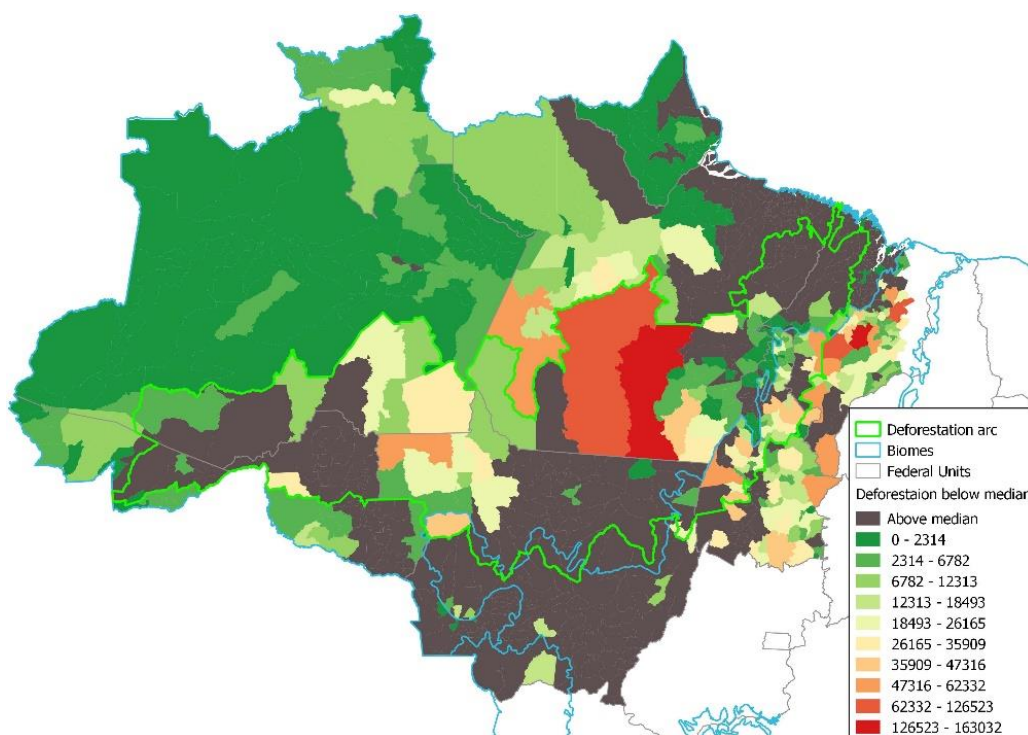 Deforestation arc
Biomes
Federal Units
Deforestaion below median
Above median
0 - 2314
2314 - 6782
6782 - 12313
12313 - 18493
18493 - 26165
26165 - 35909
35909 - 47316
47316 - 62332
62332 - 126523
126523 - 163032